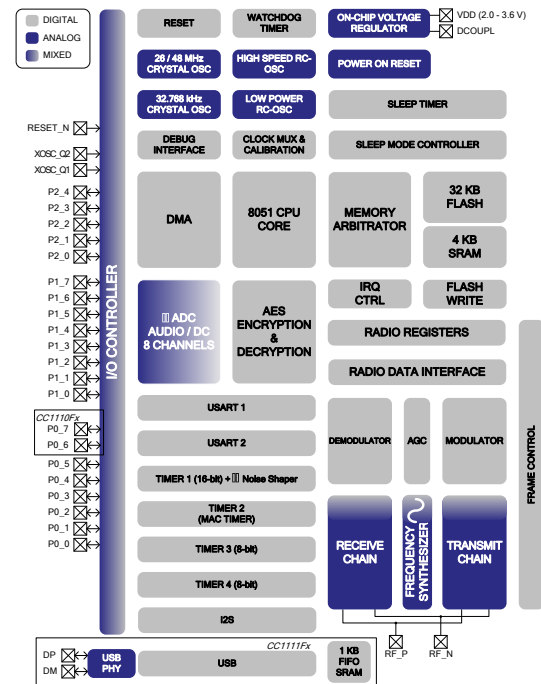 DIGITAL
ANALOG
MIXED
RESET
WATCHDOG
TIMER
ON-CHIP VOLTAGE
REGULATOR
VDD (2.0 - 3.6 V)
DCOUPL
26 / 48 MHz
CRYSTAL OSC
HIGH SPEED RC-
OSC
POWER ON RESET
32.768 kHz
CRYSTAL OSC
LOW POWER
RC-OSC
SLEEP TIMER
DEBUG
INTERFACE
CLOCK MUX &
CALIBRATION
SLEEP MODE CONTROLLER
RESET_N
XOSC_Q2
XOSC_Q1
P2_4
P2_3
P2_2
P2_1
P2_0
P1_7
P1_6
P1_5
P1_4
P1_3
P1_2
P1_1
P1_0
CC1110Fx
P0_7
P0_6
P0_5
P0_4
P0_3
P0_2
P0_1
P0_0
I/O CONTROLLER
DMA
8051 CPU
CORE
MEMORY
ARBITRATOR
32 KB
FLASH
4 KB
SRAM
ADC
AUDIO / DC
8 CHANNELS
AES
ENCRYPTION
&
DECRYPTION
IRQ
CTRL
FLASH
WRITE
RADIO REGISTERS
RADIO DATA INTERFACE
USART 1
USART 2
TIMER 1 (16-bit) + Noise Shaper
TIMER 2
(MAC TIMER)
TIMER 3 (8-bit)
TIMER 4 (8-bit)
I2S
DEMODULATOR
AGC
MODULATOR
FRAME CONTROL
RECEIVE
CHAIN
FREQUENCY
SYNTHESIZER
TRANSMIT
CHAIN
RF_P
RF_N
CC1111Fx
DP
DM
USB
PHY
USB
1 KB
FIFO
SRAM